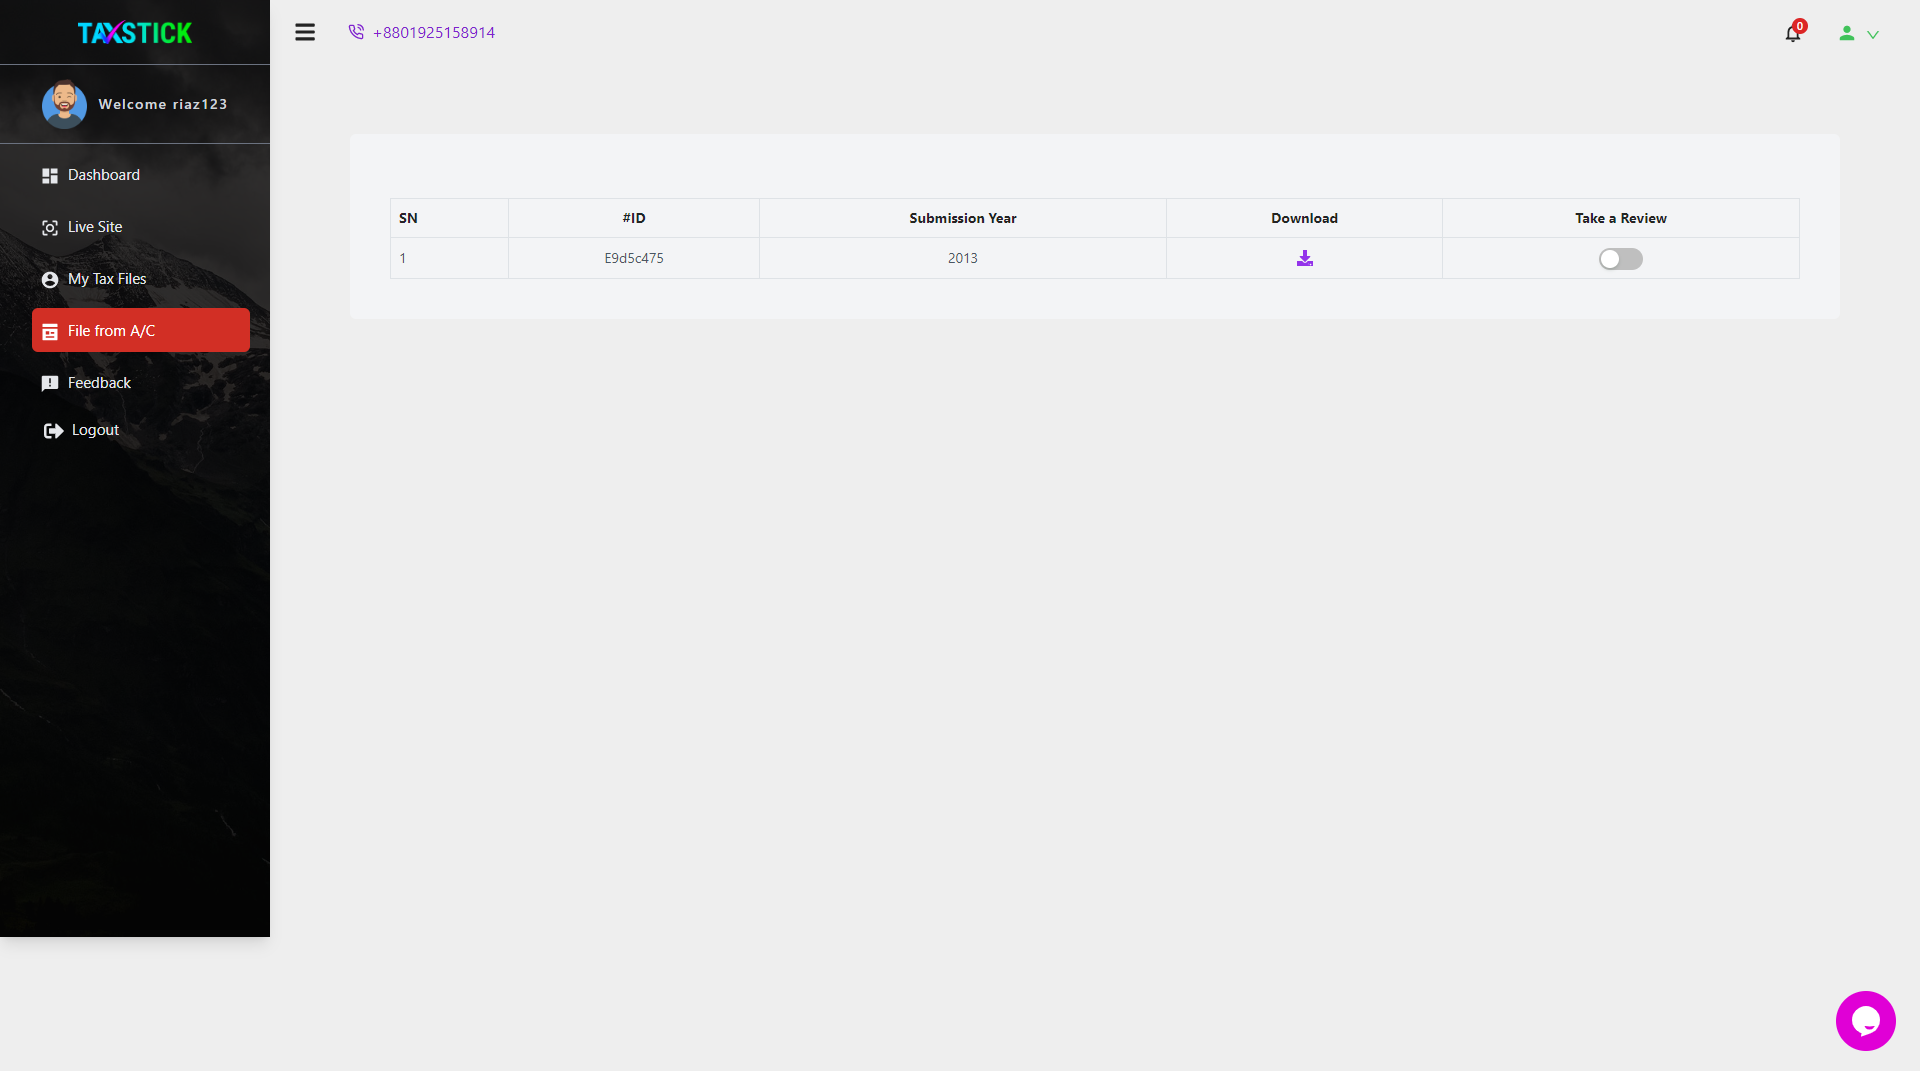 TAXSTICK
+8801925158914
0
Welcome riaz123
Dashboard
Live Site
My Tax Files
File from A/C
Feedback
Logout
SN #ID Submission Year Download Take a Review
1 E9d5c475 2013